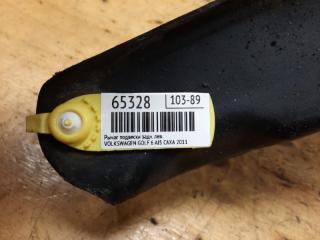 65328
103-89
Рычаг подвески задн. лев.
VOLKSWAGEN GOLF 6 AJ5 CAXA 2011